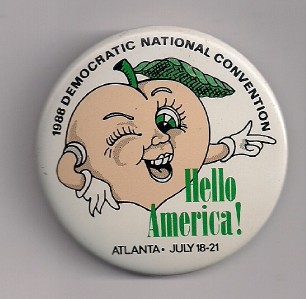 1988 DEMOCRATIC NATIONAL CONVENTION
Hello
America!
ATLANTA • JULY 18-21